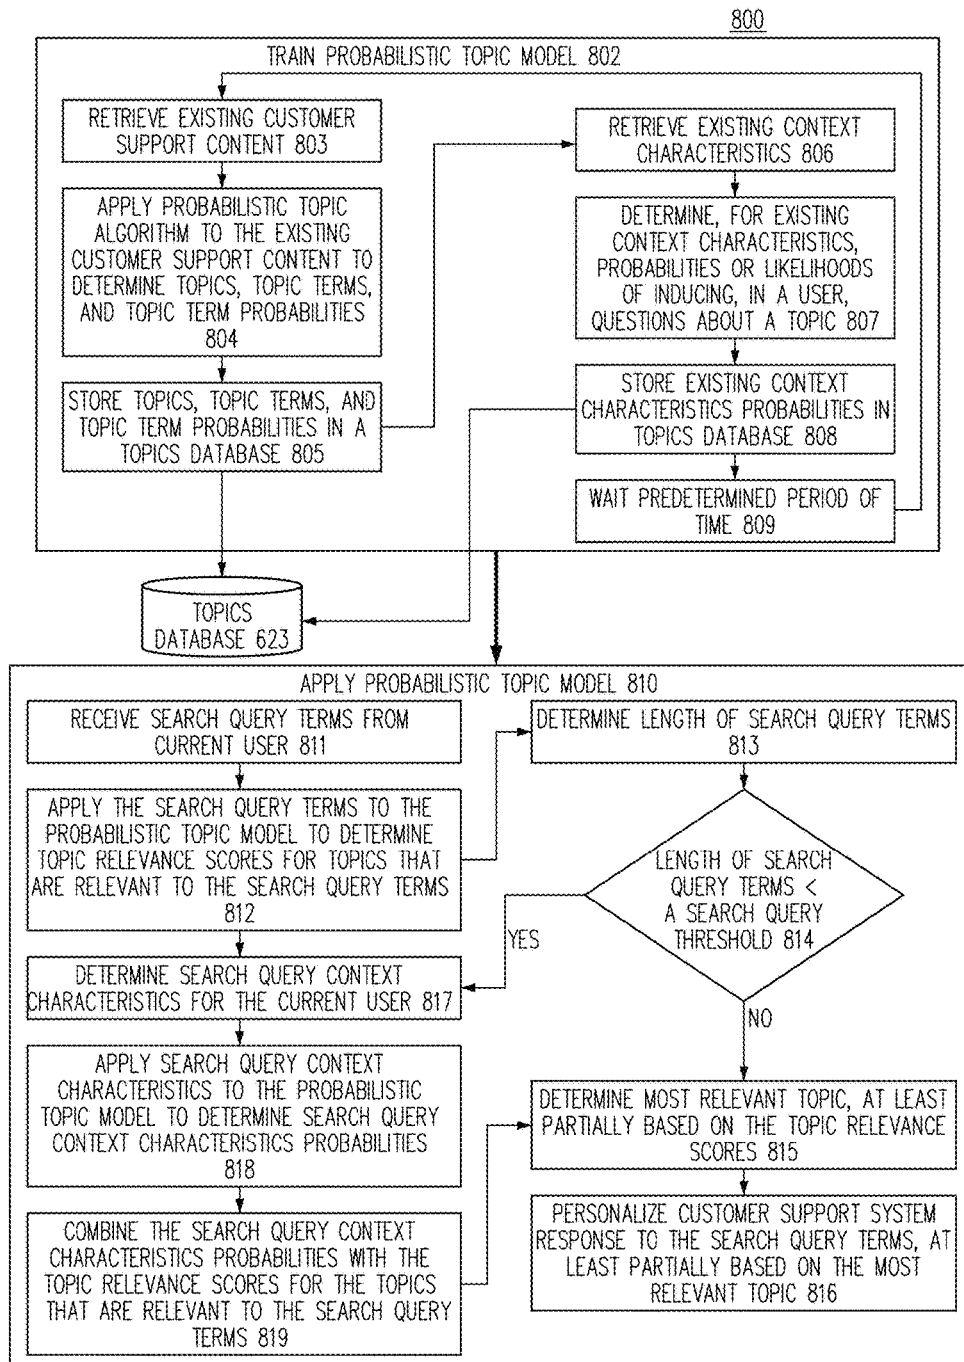 800
TRAIN PROBABILISTIC TOPIC MODEL 802
RETRIEVE EXISTING CUSTOMER
SUPPORT CONTENT 803
APPLY PROBABILISTIC TOPIC
ALGORITHM TO THE EXISTING
CUSTOMER SUPPORT CONTENT TO
DETERMINE TOPICS, TOPIC TERMS,
AND TOPIC TERM PROBABILITIES
804
STORE TOPICS, TOPIC TERMS, AND
TOPIC TERM PROBABILITIES IN A
TOPICS DATABASE 805
RETRIEVE EXISTING CONTEXT
CHARACTERISTICS 806
DETERMINE, FOR EXISTING
CONTEXT CHARACTERISTICS,
PROBABILITIES OR LIKELIHOODS
OF INDUCING, IN A USER,
QUESTIONS ABOUT A TOPIC 807
STORE EXISTING CONTEXT
CHARACTERISTICS PROBABILITIES IN
TOPICS DATABASE 808
WAIT PREDETERMINED PERIOD OF
TIME 809
TOPICS
DATABASE 623
APPLY PROBABILISTIC TOPIC MODEL 810
RECEIVE SEARCH QUERY TERMS FROM
CURRENT USER 811
APPLY THE SEARCH QUERY TERMS TO THE
PROBABILISTIC TOPIC MODEL TO DETERMINE
TOPIC RELEVANCE SCORES FOR TOPICS THAT
ARE RELEVANT TO THE SEARCH QUERY TERMS
812
DETERMINE LENGTH OF SEARCH QUERY TERMS
813
LENGTH OF SEARCH
QUERY TERMS <
A SEARCH QUERY
THRESHOLD 814
YES
NO
DETERMINE SEARCH QUERY CONTEXT
CHARACTERISTICS FOR THE CURRENT USER 817
APPLY SEARCH QUERY CONTEXT
CHARACTERISTICS TO THE PROBABILISTIC
TOPIC MODEL TO DETERMINE SEARCH QUERY
CONTEXT CHARACTERISTICS PROBABILITIES
818
COMBINE THE SEARCH QUERY CONTEXT
CHARACTERISTICS PROBABILITIES WITH THE
TOPIC RELEVANCE SCORES FOR THE TOPICS
THAT ARE RELEVANT TO THE SEARCH QUERY
TERMS 819
DETERMINE MOST RELEVANT TOPIC, AT LEAST
PARTIALLY BASED ON THE TOPIC RELEVANCE
SCORES 815
PERSONALIZE CUSTOMER SUPPORT SYSTEM
RESPONSE TO THE SEARCH QUERY TERMS, AT
LEAST PARTIALLY BASED ON THE MOST
RELEVANT TOPIC 816